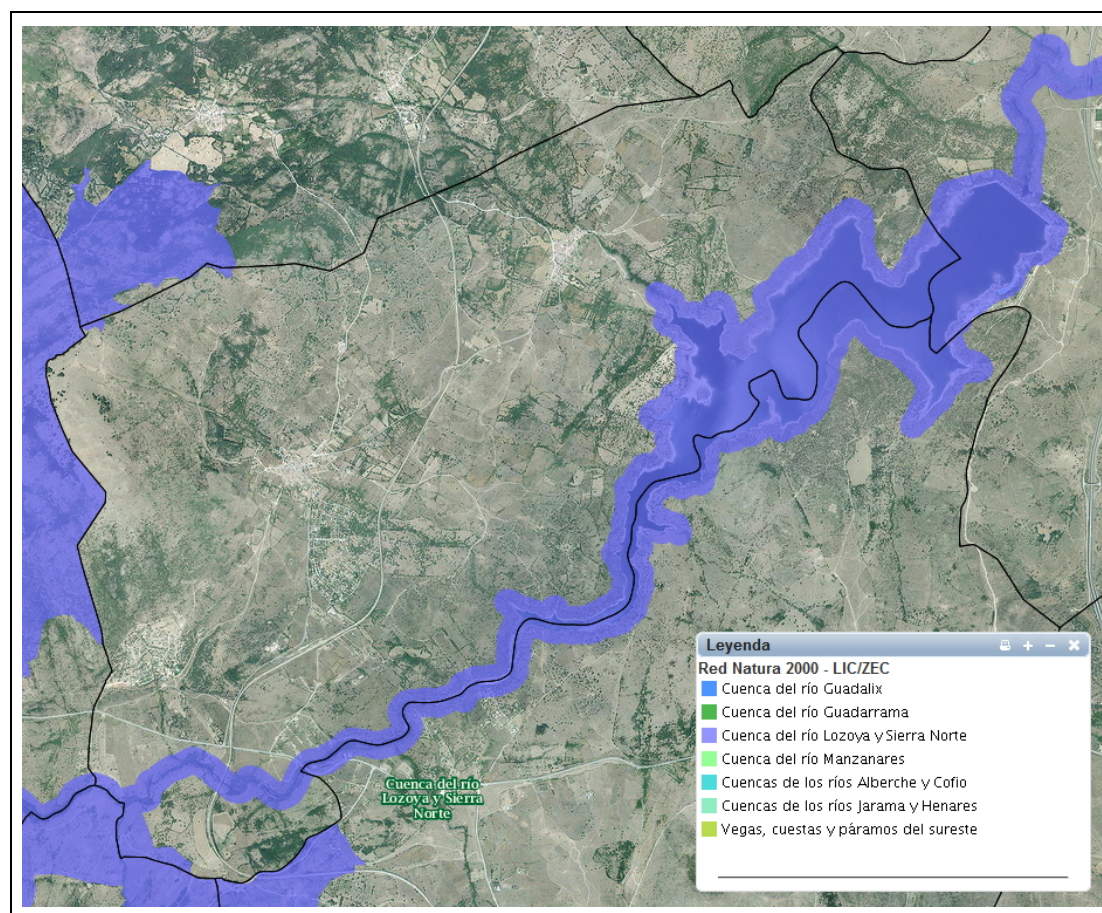 Leyenda
Red Natura 2000 - LIC/ZEC
Cuenca del río Guadalix
Cuenca del río Guadarrama
Cuenca del río Lozoya y Sierra Norte
Cuenca del río Manzanares
Cuencas de los ríos Alberche y Cofio
Cuencas de los ríos Jarama y Henares
Vegas, cuestas y páramos del sureste
Cuenca del río
Lozoya y Sierra
Norte